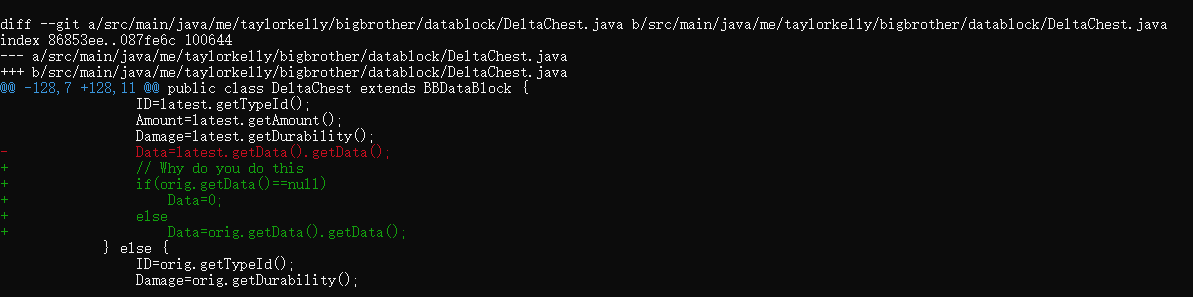 diff --git a/src/main/java/me/taylorkelly/bigbrother/datablock/DeltaChest.java b/src/main/java/me/taylorkelly/bigbrother/datablock/DeltaChest.java
index 86853ee..087fe6c 100644
--- a/src/main/java/me/taylorkelly/bigbrother/datablock/DeltaChest.java
+++ b/src/main/java/me/taylorkelly/bigbrother/datablock/DeltaChest.java
@@ -128,7 +128,11 @@ public class DeltaChest extends BBDataBlock {
                 ID=latest.getTypeId();
                 Amount=latest.getAmount();
                 Damage=latest.getDurability();
-                Data=latest.getData().getData();
+                // Why do you do this
+                if(orig.getData()==null)
+                    Data=0;
+                else
+                    Data=orig.getData().getData();
             } else {
                 ID=orig.getTypeId();
                 Damage=orig.getDurability();